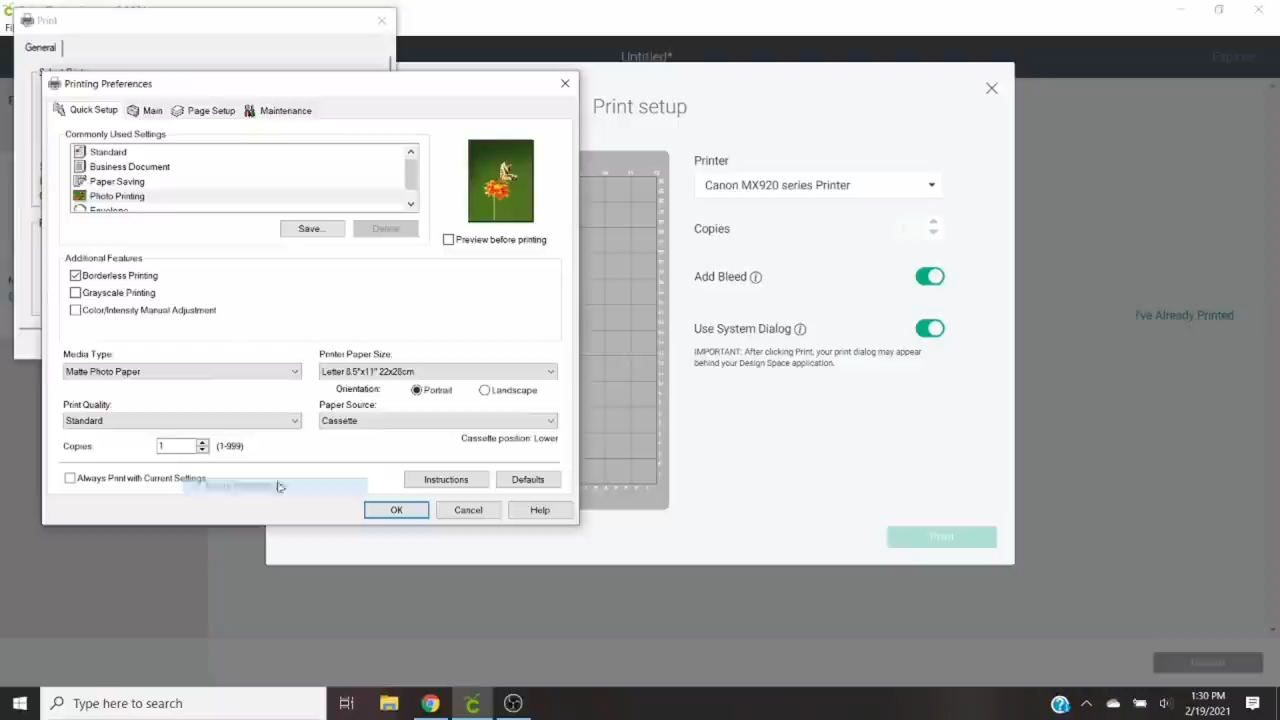 Print
General
Untitled*
Printing Preferences
Quick Setup Main Page Setup Maintenance
Commonly Used Settings
Standard
Business Document
Paper Saving
Photo Printing
Envelope
Save... Delete
Preview before printing
Additional Features
Borderless Printing
Grayscale Printing
Color/Intensity Manual Adjustment
Media Type: Printer Paper Size:
Matte Photo Paper Letter 8.5"x11" 22x28cm
Orientation: Portrait Landscape
Print Quality: Paper Source:
Standard Cassette
Cassette position: Lower
Copies 1 (1-999)
Always Print with Current Settings
Instructions Defaults
OK Cancel Help
Print setup
Printer
Canon MX920 series Printer
Copies
Add Bleed
Use System Dialog
IMPORTANT: After clicking Print, your print dialog may appear
behind your Design Space application.
Print
I've Already Printed
Type here to search
1:30 PM
2/19/2021